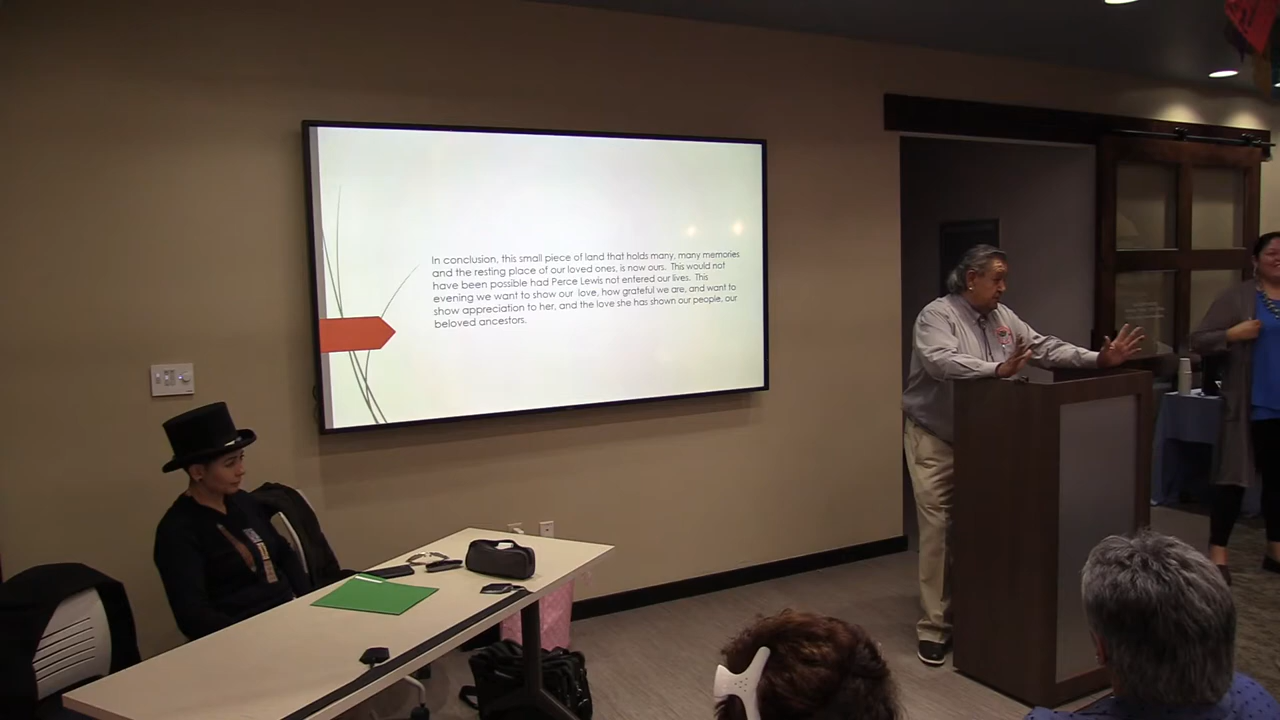 In conclusion, this small piece of land that holds many, many memories
and the resting place of our loved ones, is now ours. This would not
have been possible had Perce Lewis not entered our lives. This
evening we want to show our love, how grateful we are, and want to
show appreciation to her, and the love she has shown our people, our
beloved ancestors.